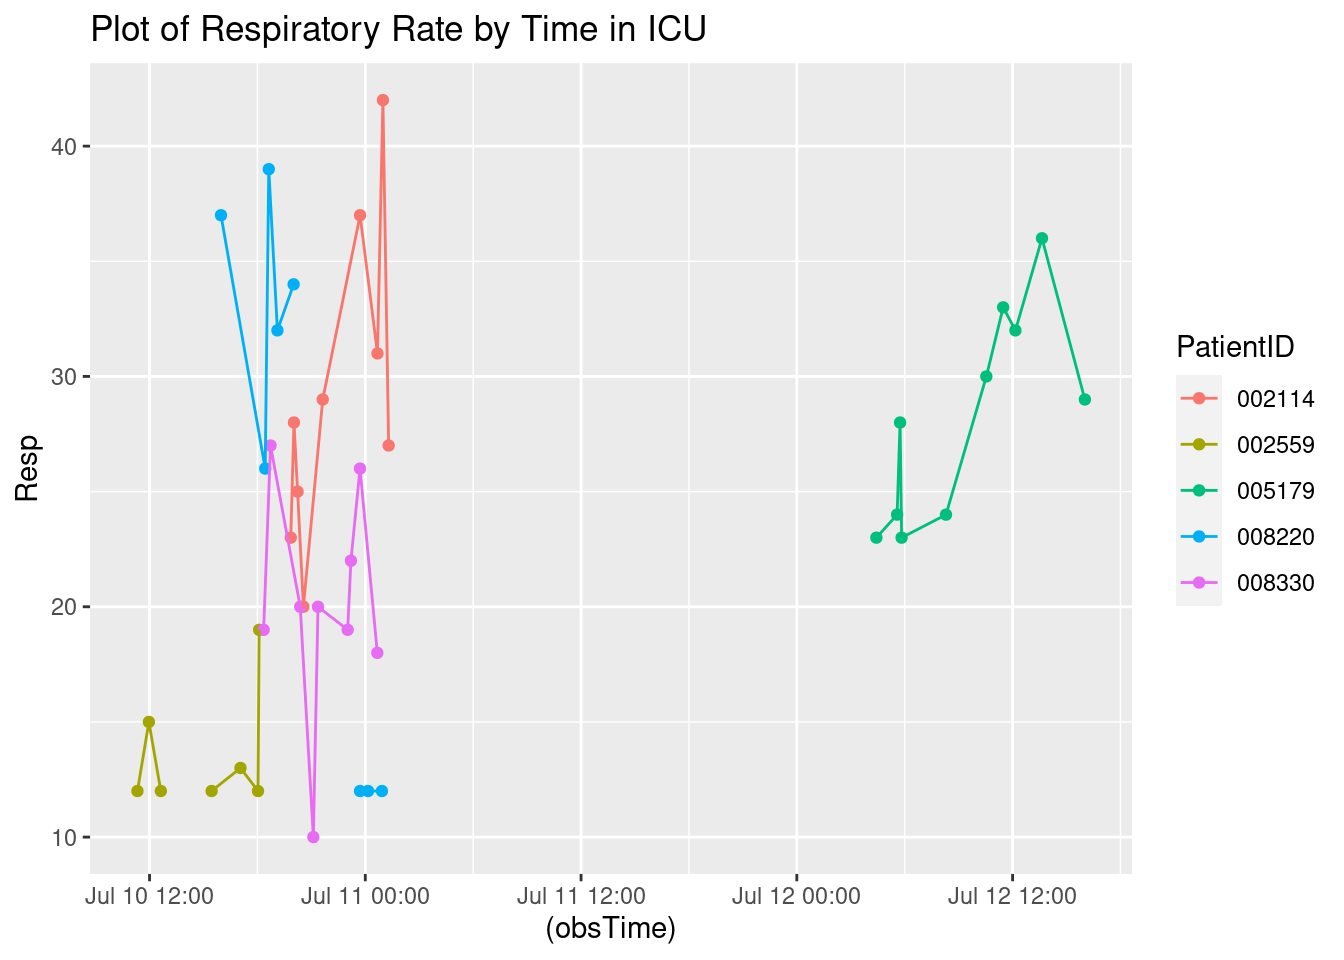 Plot of Respiratory Rate by Time in ICU
Resp
40
30
20
10
Jul 10 12:00
Jul 11 00:00
Jul 11 12:00
Jul 12 00:00
Jul 12 12:00
(obsTime)
PatientID
002114
002559
005179
008220
008330